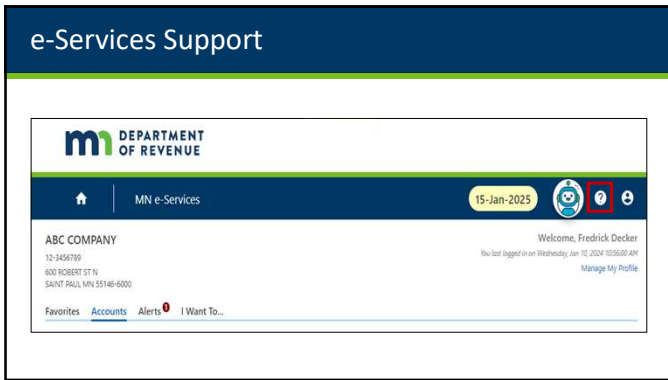 e-Services Support
DEPARTMENT
OF REVENUE
MN e-Services
15-Jan-2025
?
ABC COMPANY
Welcome, Fredrick Decker
12-3456789
You last logged in on Wednesday, Jan 10, 2024 10:56:00 AM
600 ROBERT ST N
Manage My Profile
SAINT PAUL MN 55146-6000
Favorites Accounts Alerts 1 I Want To...